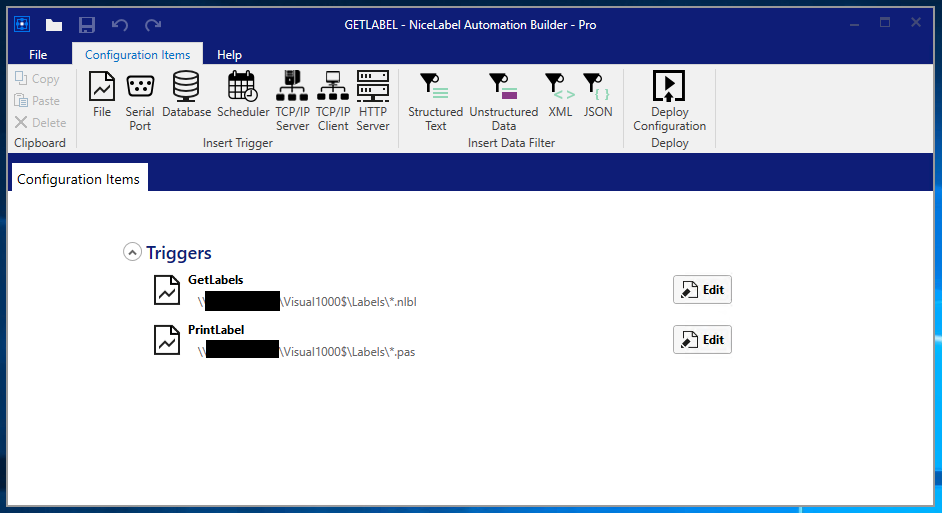 GETLABEL - NiceLabel Automation Builder - Pro
File Configuration Items Help
Copy
Paste
Delete
Clipboard
File Serial Port Database Scheduler TCP/IP Server TCP/IP Client HTTP Server
Insert Trigger
Structured Text Unstructured Data XML JSON
Insert Data Filter
Deploy Configuration
Deploy
Configuration Items
Triggers
GetLabels
\\ \Visual1000$\Labels\*.nlbl
Edit
PrintLabel
\\ \Visual1000$\Labels\*.pas
Edit